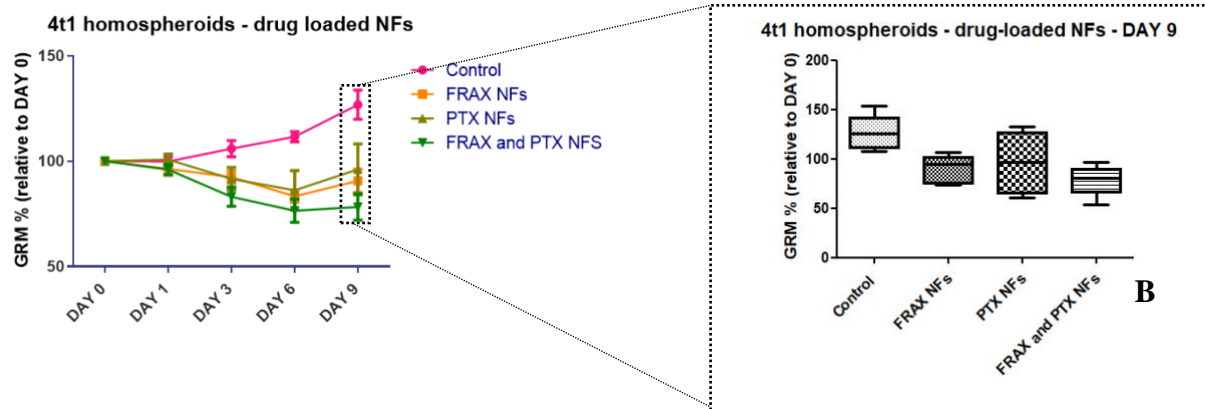 4t1 homospheroids - drug loaded NFs
GRM % (relative to DAY 0)
150
100
50
DAY 0
DAY 1
DAY 3
DAY 6
DAY 9
Control
FRAX NFs
PTX NFs
FRAX and PTX NFS
4t1 homospheroids - drug-loaded NFs - DAY 9
GRM % (relative to DAY 0)
200
150
100
50
0
Control
FRAX NFs
PTX NFs
FRAX and PTX NFs
B